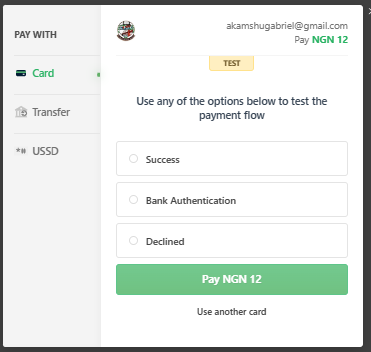 PAY WITH
Card
Transfer
*# USSD
akamshugabriel@gmail.com
Pay NGN 12
TEST
Use any of the options below to test the
payment flow
Success
Bank Authentication
Declined
Pay NGN 12
Use another card